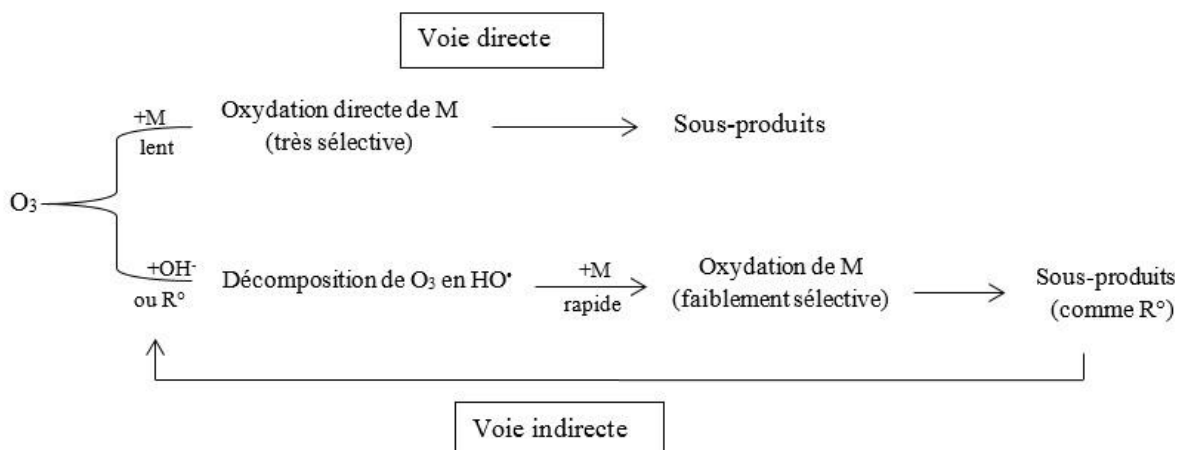 Voie directe
+M
lent
Oxydation directe de M
(très sélective)
Sous-produits
O₃
+OH⁻
ou R°
Décomposition de O₃ en HO•
+M
rapide
Oxydation de M
(faiblement sélective)
Sous-produits
(comme R°)
Voie indirecte